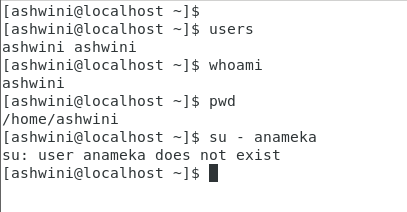 [ashwini@localhost ~]$
[ashwini@localhost ~]$ users
ashwini ashwini
[ashwini@localhost ~]$ whoami
ashwini
[ashwini@localhost ~]$ pwd
/home/ashwini
[ashwini@localhost ~]$ su - anameka
su: user anameka does not exist
[ashwini@localhost ~]$